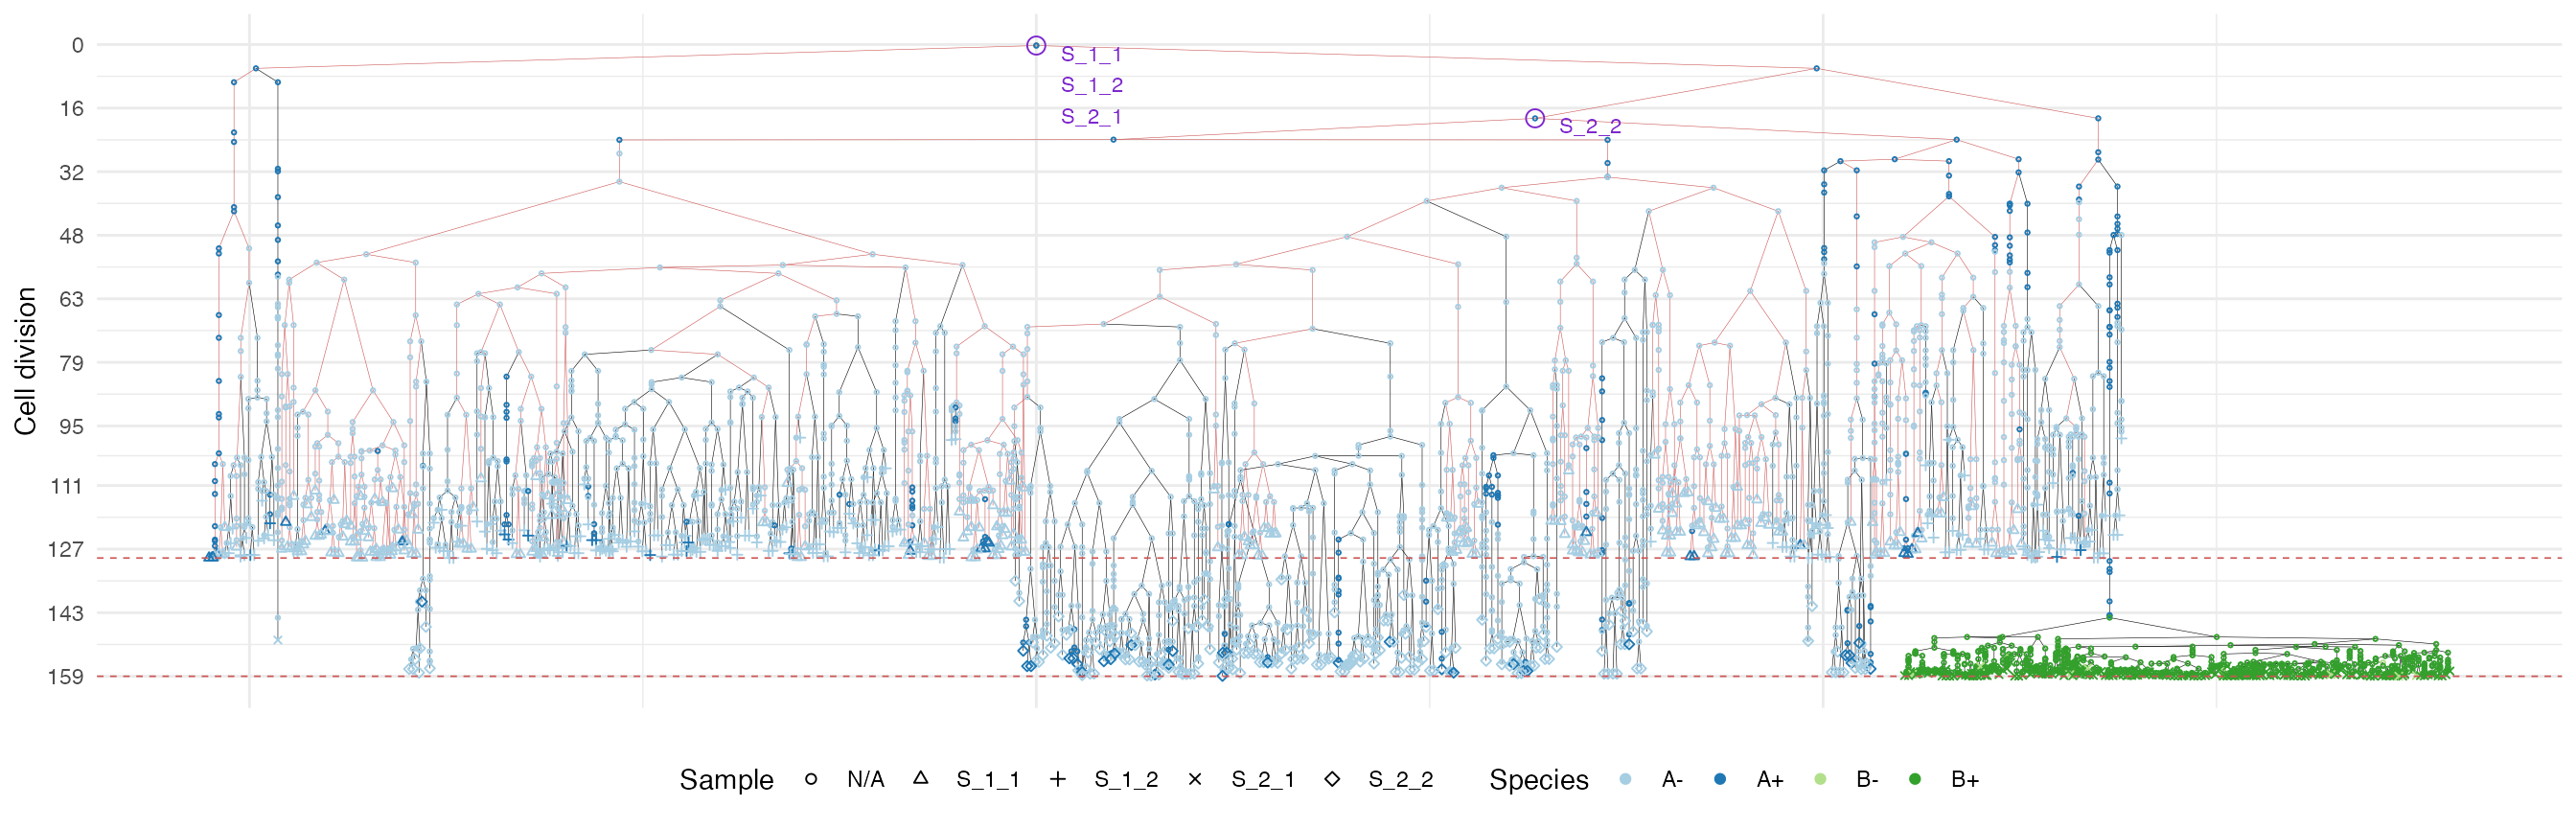 Cell division
0
16
32
48
63
79
95
111
127
143
159
S_1_1
S_1_2
S_2_1
S_2_2
Sample N/A S_1_1 S_1_2 S_2_1 S_2_2 Species A- A+ B- B+